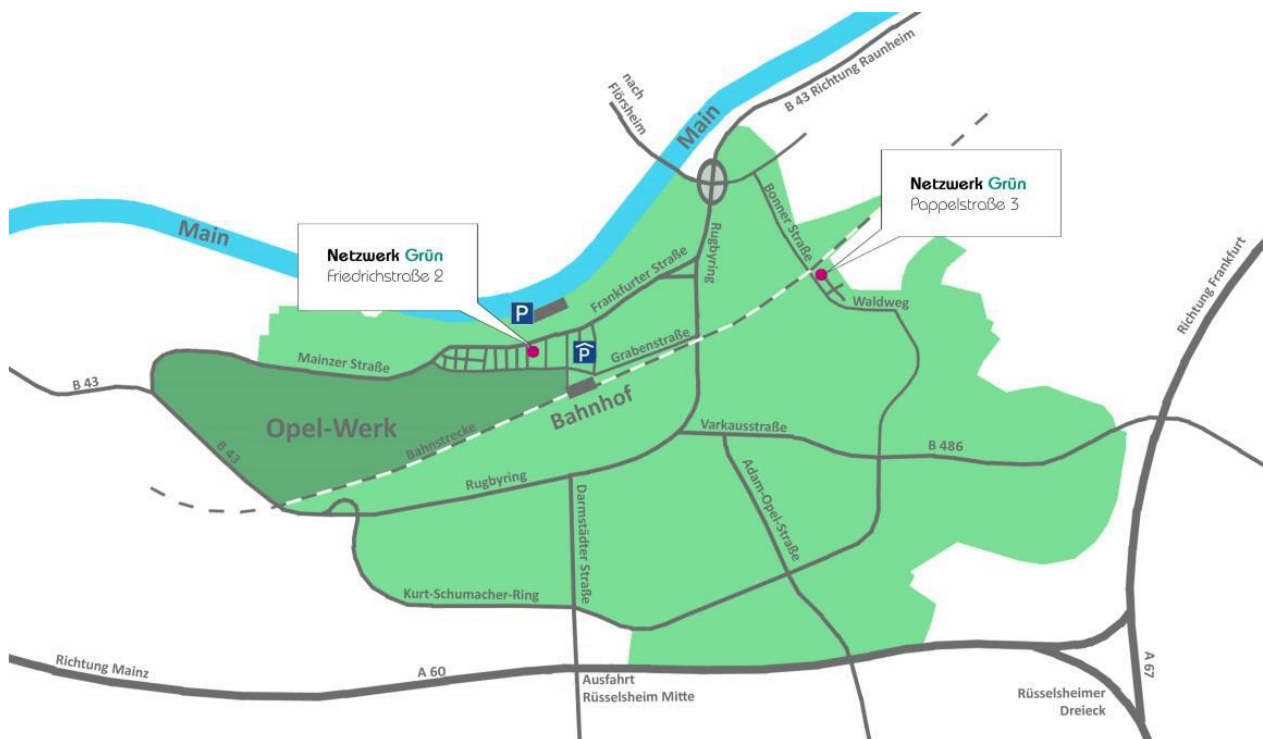 nach
Flörsheim
B 43 Richtung Raunheim
Main
Netzwerk Grün
Pappelstraße 3
Bonner Straße
Main
Rugbyring
Netzwerk Grün
Friedrichstraße 2
Frankfurter Straße
Richtung Frankfurt
P
Waldweg
P
Grabenstraße
Mainzer Straße
B 43
Bahnhof
Opel-Werk
Bahnstrecke
Varkausstraße
B 486
B 43
Rugbyring
Adam-Opel-Straße
Darmstädter Straße
Kurt-Schumacher-Ring
Richtung Mainz
A 60
A 67
Ausfahrt
Rüsselsheim Mitte
Rüsselsheimer
Dreieck